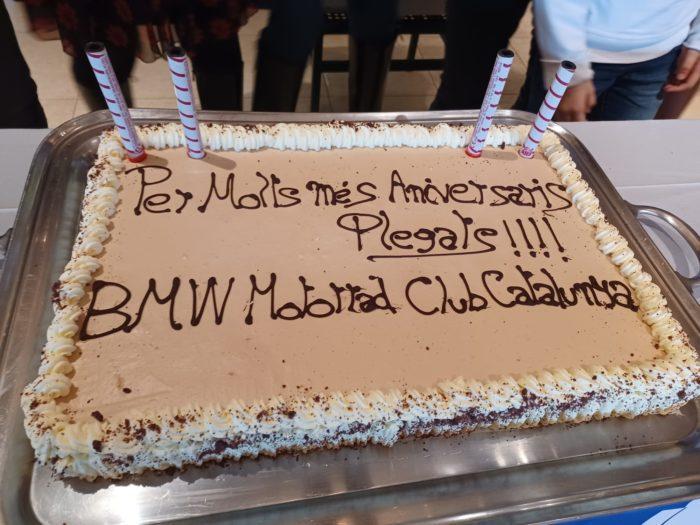 Per Molts més Aniversaris
Plegats!!!!
BMW Motorrad Club Catalunya